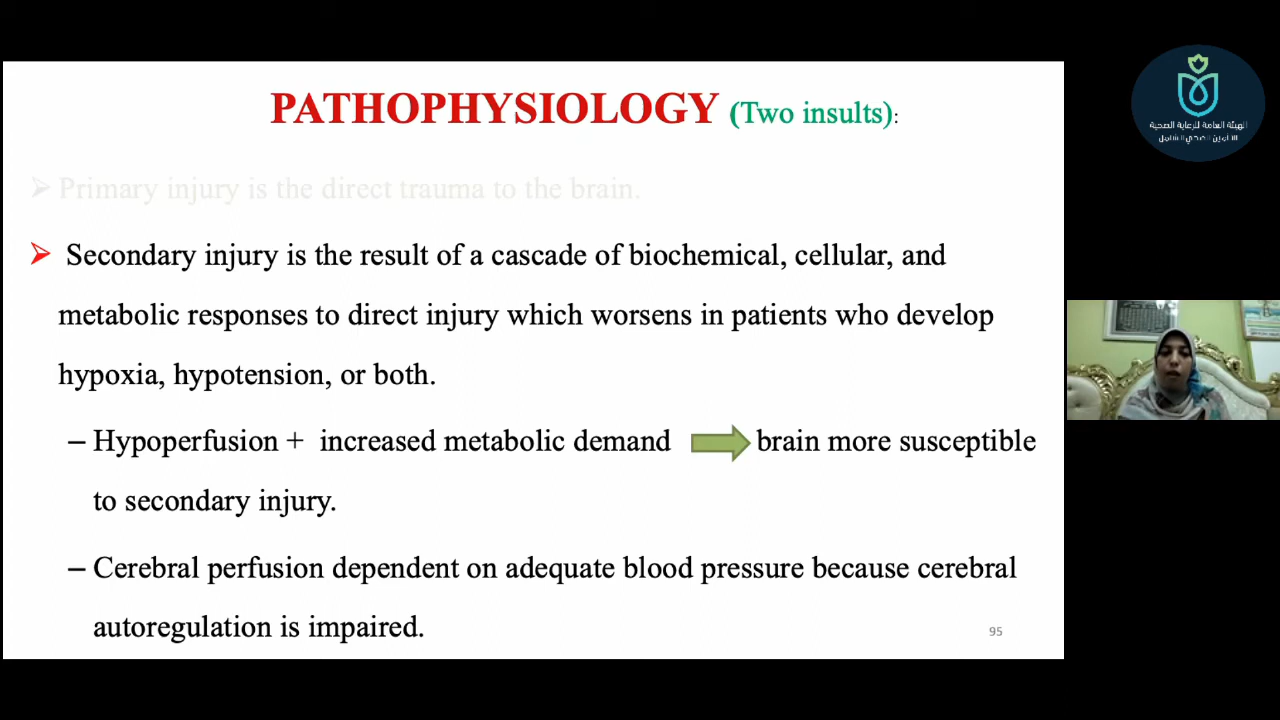 PATHOPHYSIOLOGY (Two insults):
➢ Primary injury is the direct trauma to the brain.
➢ Secondary injury is the result of a cascade of biochemical, cellular, and
metabolic responses to direct injury which worsens in patients who develop
hypoxia, hypotension, or both.
– Hypoperfusion + increased metabolic demand brain more susceptible
to secondary injury.
– Cerebral perfusion dependent on adequate blood pressure because cerebral
autoregulation is impaired.
95
الهيئة العامة للرعاية الصحية
التأمين الصحي الشامل